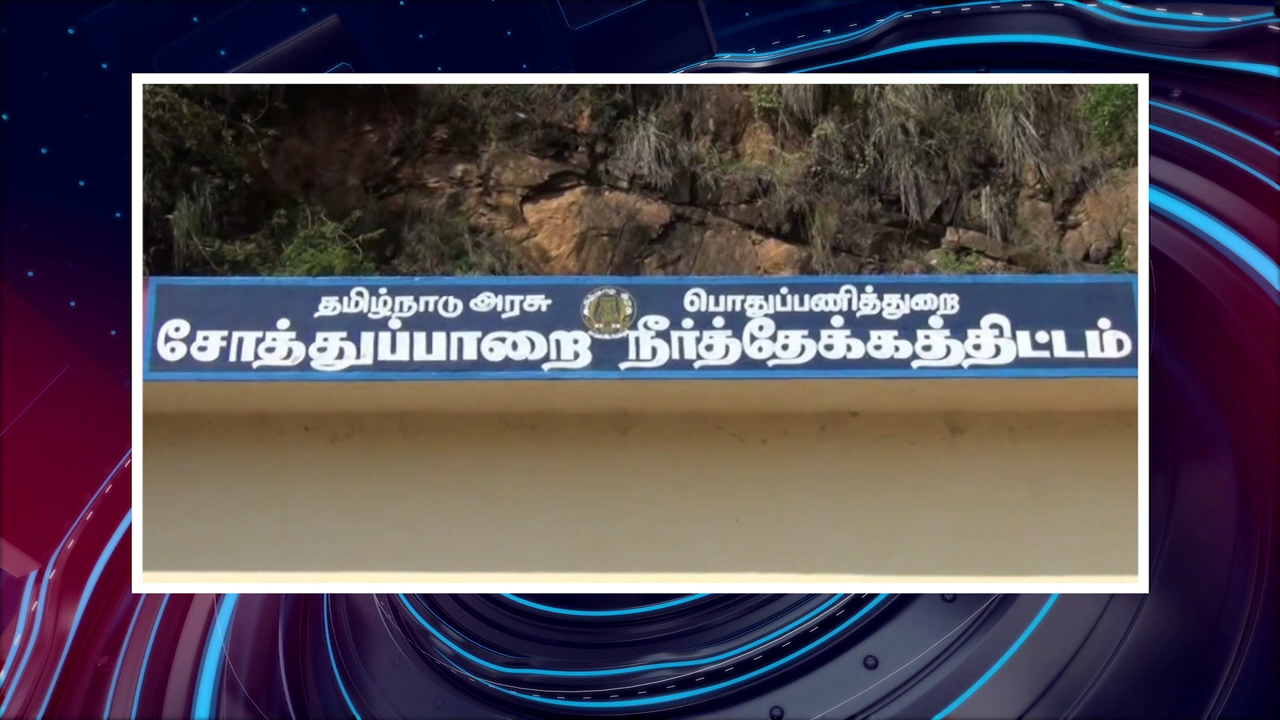 தமிழ்நாடு அரசு பொதுப்பணித்துறை
சோத்துப்பாறை நீர்த்தேக்கத்திட்டம்